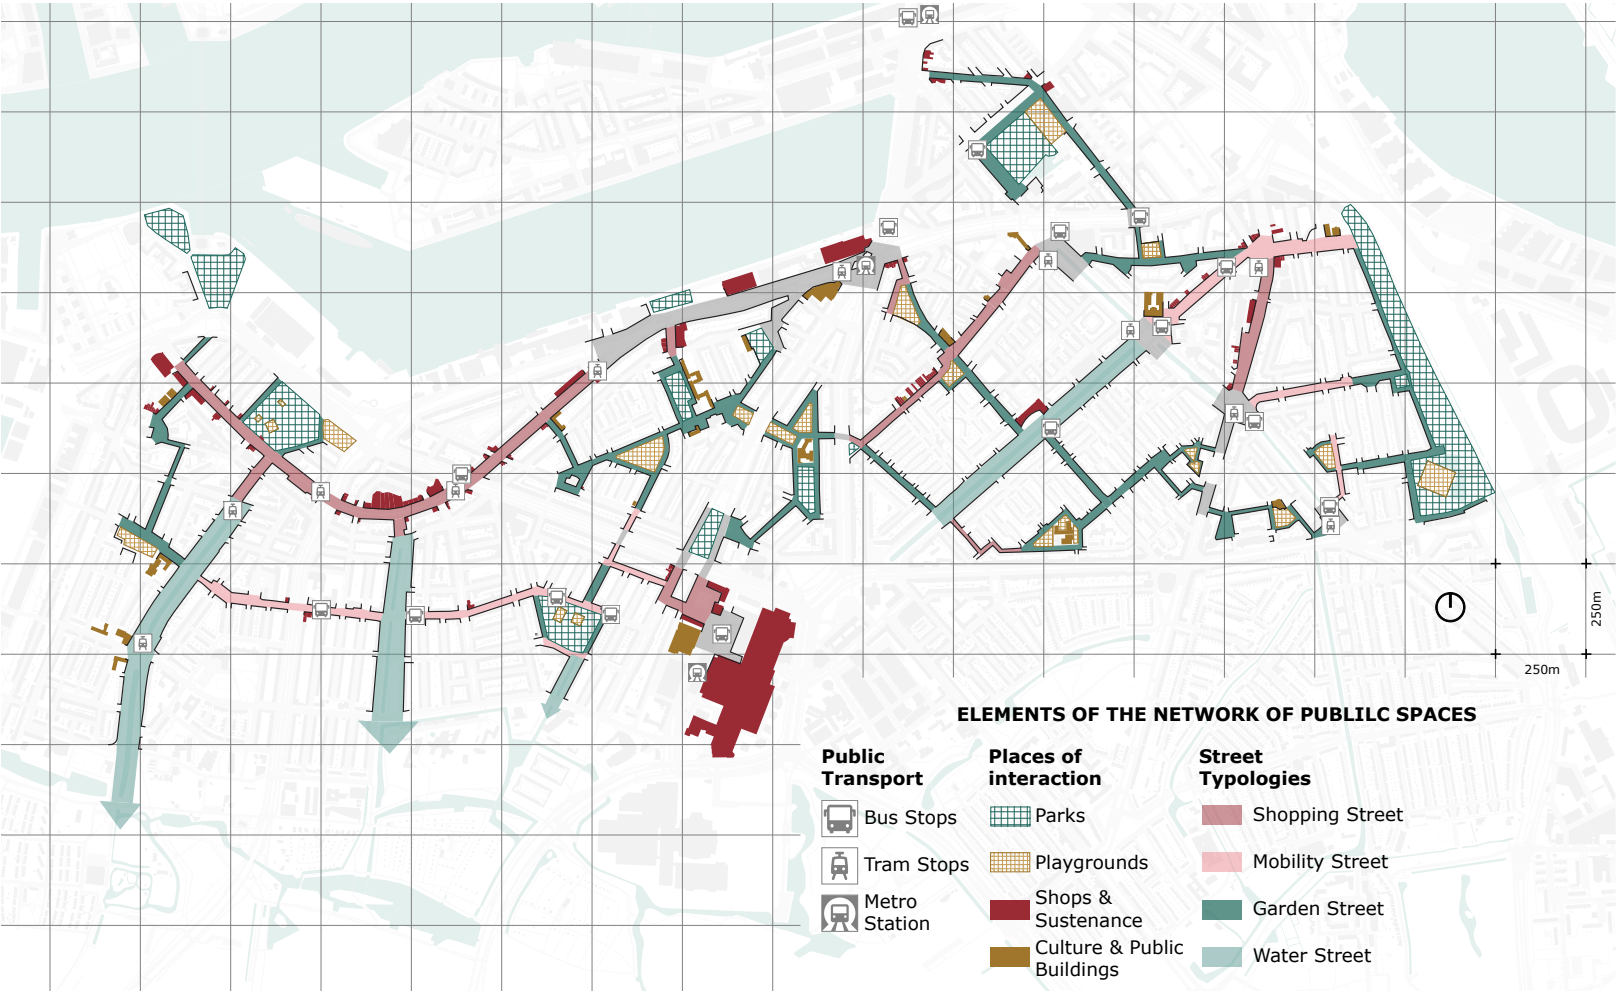 250m
250m
ELEMENTS OF THE NETWORK OF PUBLILC SPACES
Public
Transport
Bus Stops
Tram Stops
Metro
Station
Places of
interaction
Parks
Playgrounds
Shops &
Sustenance
Culture & Public
Buildings
Street
Typologies
Shopping Street
Mobility Street
Garden Street
Water Street